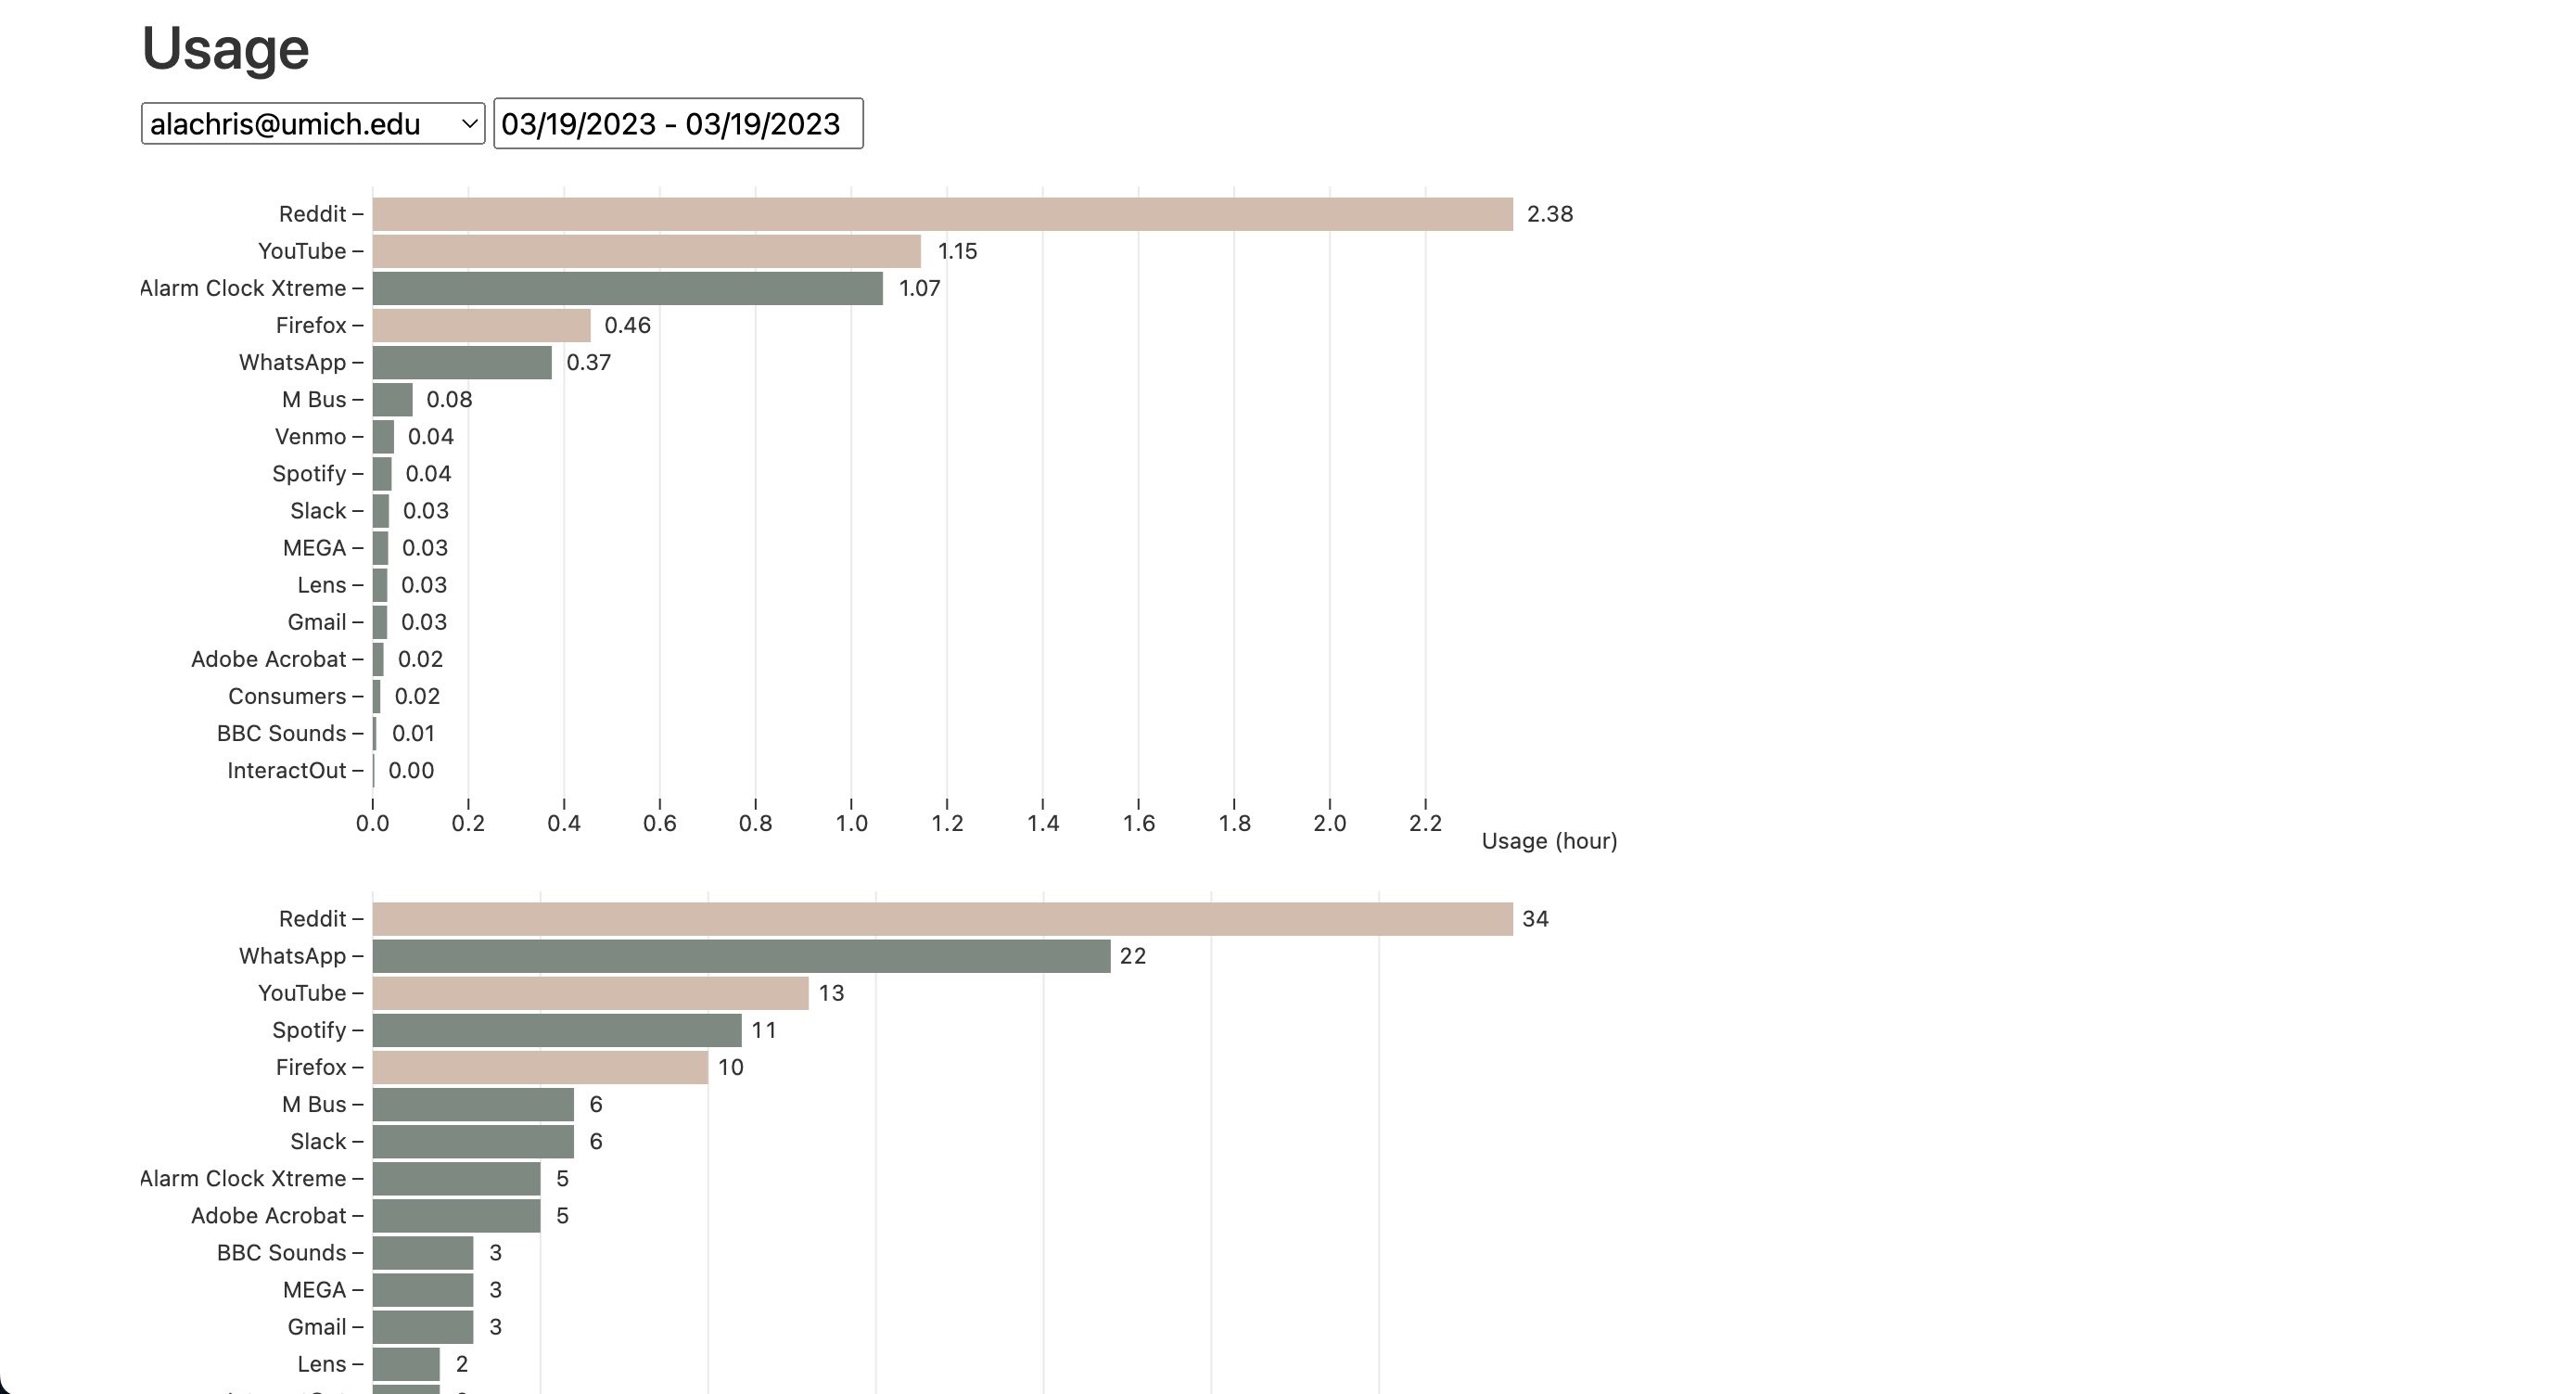 Usage
alachris@umich.edu 03/19/2023 - 03/19/2023
Reddit 2.38
YouTube 1.15
Alarm Clock Xtreme 1.07
Firefox 0.46
WhatsApp 0.37
M Bus 0.08
Venmo 0.04
Spotify 0.04
Slack 0.03
MEGA 0.03
Lens 0.03
Gmail 0.03
Adobe Acrobat 0.02
Consumers 0.02
BBC Sounds 0.01
InteractOut 0.00
0.0 0.2 0.4 0.6 0.8 1.0 1.2 1.4 1.6 1.8 2.0 2.2
Usage (hour)
Reddit 34
WhatsApp 22
YouTube 13
Spotify 11
Firefox 10
M Bus 6
Slack 6
Alarm Clock Xtreme 5
Adobe Acrobat 5
BBC Sounds 3
MEGA 3
Gmail 3
Lens 2